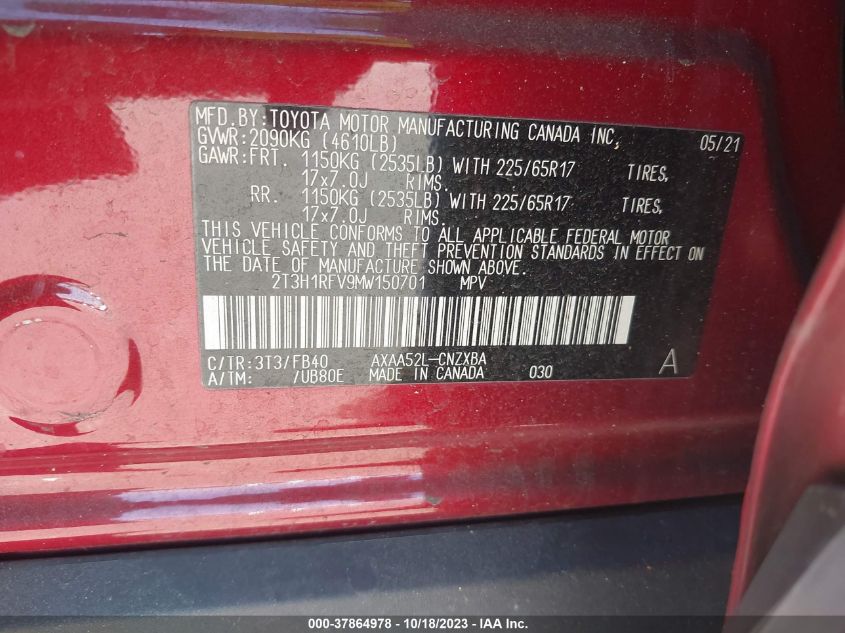 MFD.BY:TOYOTA MOTOR MANUFACTURING CANADA INC. 05/21
GVWR:2090KG (4610LB)
GAWR:FRT. 1150KG (2535LB) WITH 225/65R17 TIRES,
17x7.0J RIMS.
RR. 1150KG (2535LB) WITH 225/65R17 TIRES,
17x7.0J RIMS.
THIS VEHICLE CONFORMS TO ALL APPLICABLE FEDERAL MOTOR
VEHICLE SAFETY AND THEFT PREVENTION STANDARDS IN EFFECT ON
THE DATE OF MANUFACTURE SHOWN ABOVE.
2T3H1RFV9MW150701 MPV
C/TR:3T3/FB40 AXAA52L-CNZXBA
A/TM: /UB80E MADE IN CANADA 030 A
000-37864978 - 10/18/2023 - IAA Inc.